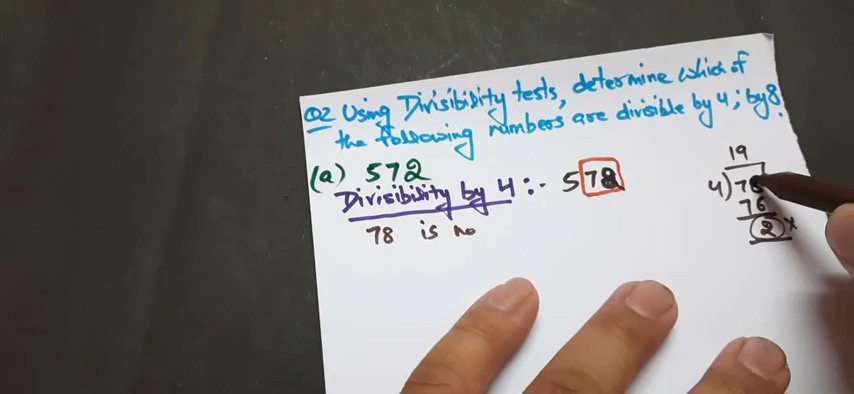 Q2 Using Divisibility tests, determine which of
the following numbers are divisible by 4; by 8.
(a) 572
Divisibility by 4 :- 572
78 is no
19
4)78
76
2 x